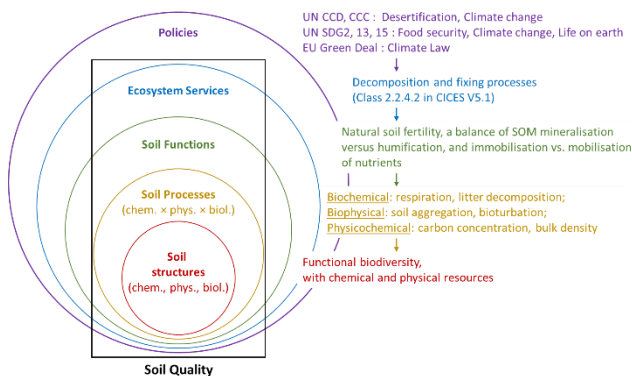 Policies
Ecosystem Services
Soil Functions
Soil Processes
(chem. × phys. × biol.)
Soil
structures
(chem., phys., biol.)
Soil Quality
UN CCD, CCC : Desertification, Climate change
UN SDG2, 13, 15 : Food security, Climate change, Life on earth
EU Green Deal : Climate Law
Decomposition and fixing processes
(Class 2.2.4.2 in CICES V5.1)
Natural soil fertility, a balance of SOM mineralisation
versus humification, and immobilisation vs. mobilisation
of nutrients
Biochemical: respiration, litter decomposition;
Biophysical: soil aggregation, bioturbation;
Physicochemical: carbon concentration, bulk density
Functional biodiversity,
with chemical and physical resources